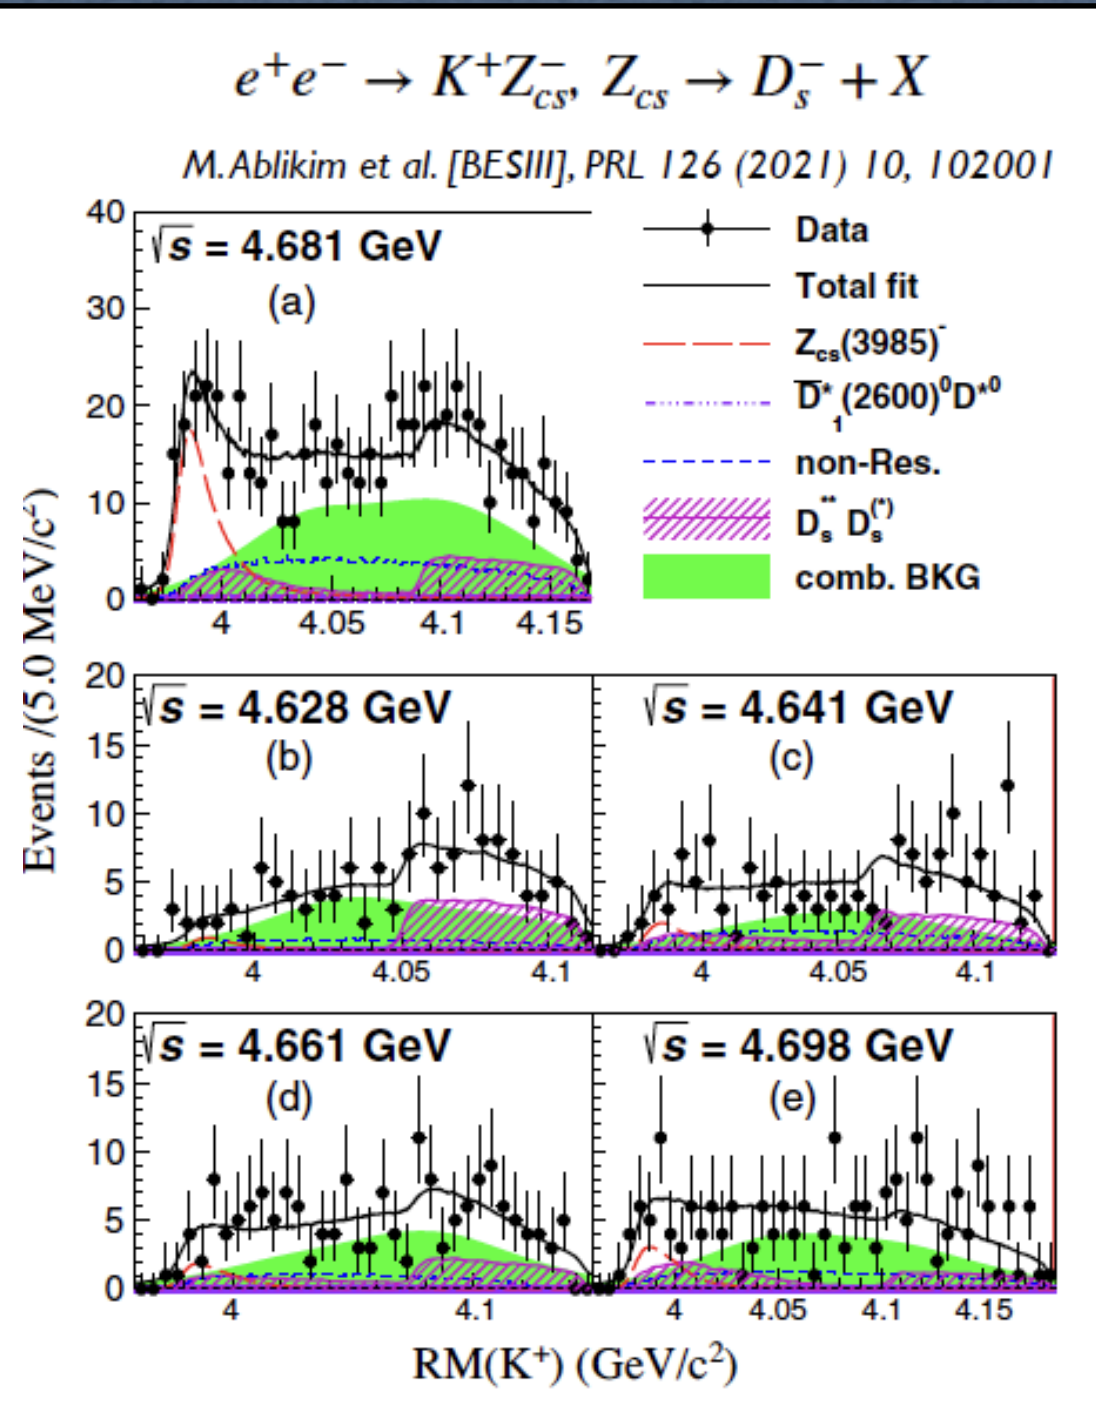 e⁺e⁻ → K⁺Z⁻cs, Zcs → D⁻s + X
M. Ablikim et al. [BESIII], PRL 126 (2021) 10, 102001
Events /(5.0 MeV/c²)
40
30
20
10
0
√s = 4.681 GeV
(a)
4 4.05 4.1 4.15
Data
Total fit
Zcs(3985)⁻
D̅*₁(2600)⁰D*⁰
non-Res.
Ds**Ds(*)
comb. BKG
20
15
10
5
0
√s = 4.628 GeV
(b)
4 4.05 4.1
√s = 4.641 GeV
(c)
4 4.05 4.1
20
15
10
5
0
√s = 4.661 GeV
(d)
4 4.1
√s = 4.698 GeV
(e)
4 4.05 4.1 4.15
RM(K⁺) (GeV/c²)